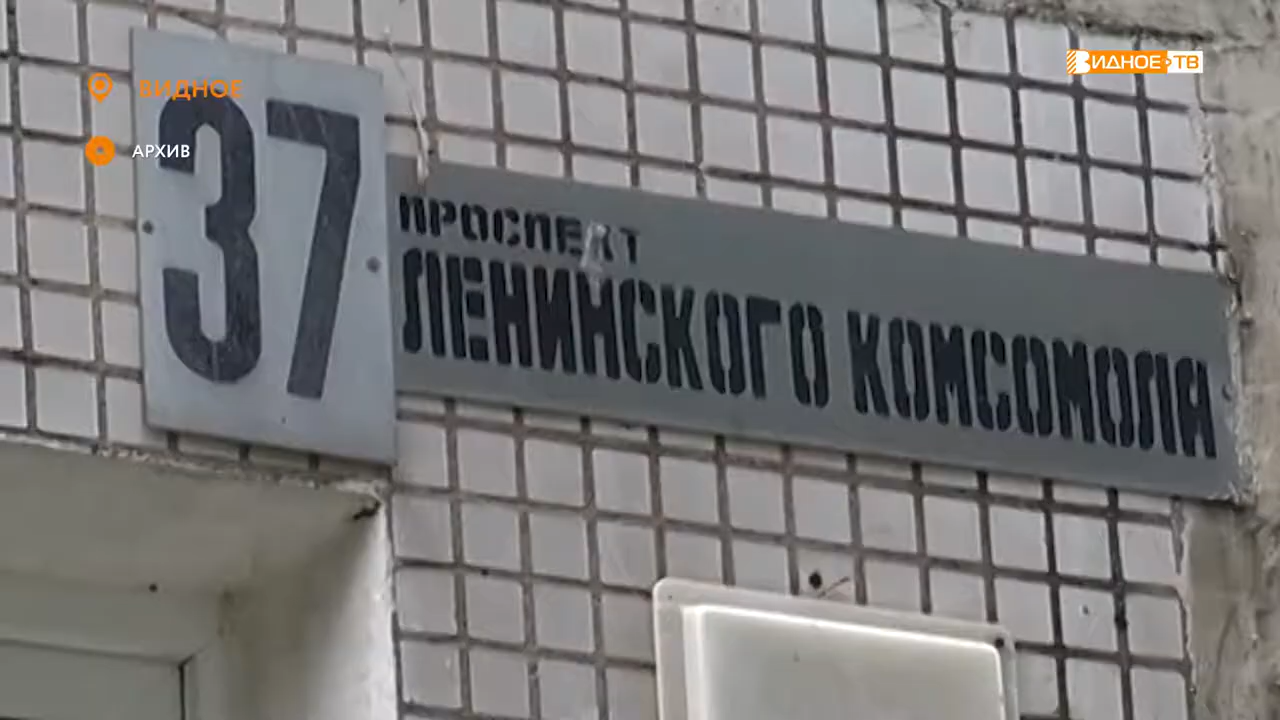 ВИДНОЕ
АРХИВ
ВИДНОЕ ТВ
37
ПРОСПЕКТ
ЛЕНИНСКОГО КОМСОМОЛА